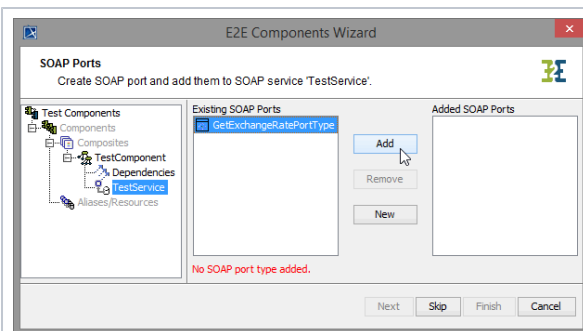 E2E Components Wizard
SOAP Ports
Create SOAP port and add them to SOAP service 'TestService'.
E2E
Test Components
Components
Composites
TestComponent
Dependencies
TestService
Aliases/Resources
Existing SOAP Ports
GetExchangeRatePortType
Add
Remove
New
Added SOAP Ports
No SOAP port type added.
Next Skip Finish Cancel